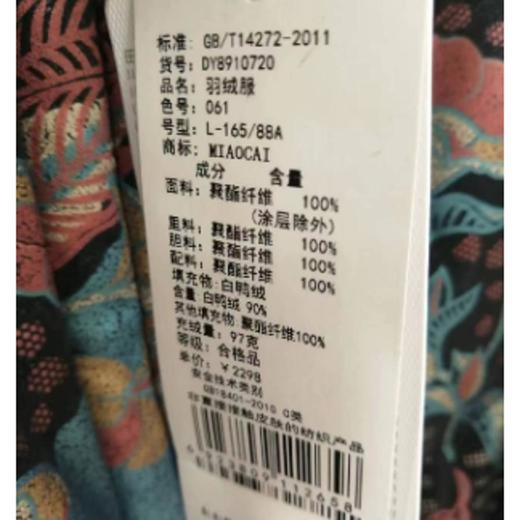 标准: GB/T14272-2011
货号: DY8910720
品名: 羽绒服
色号: 061
号型: L-165/88A
商标: MIAOCAI
成分 含量
面料: 聚酯纤维 100%
(涂层除外)
里料: 聚酯纤维 100%
胆料: 聚酯纤维 100%
配料: 聚酯纤维 100%
填充物: 白鸭绒
含量: 白鸭绒 90%
其他填充物: 聚酯纤维100%
充绒量: 97克
等级: 合格品
单价: ¥2298
安全技术类别
GB18401-2010 C类
非直接接触皮肤的纺织产品